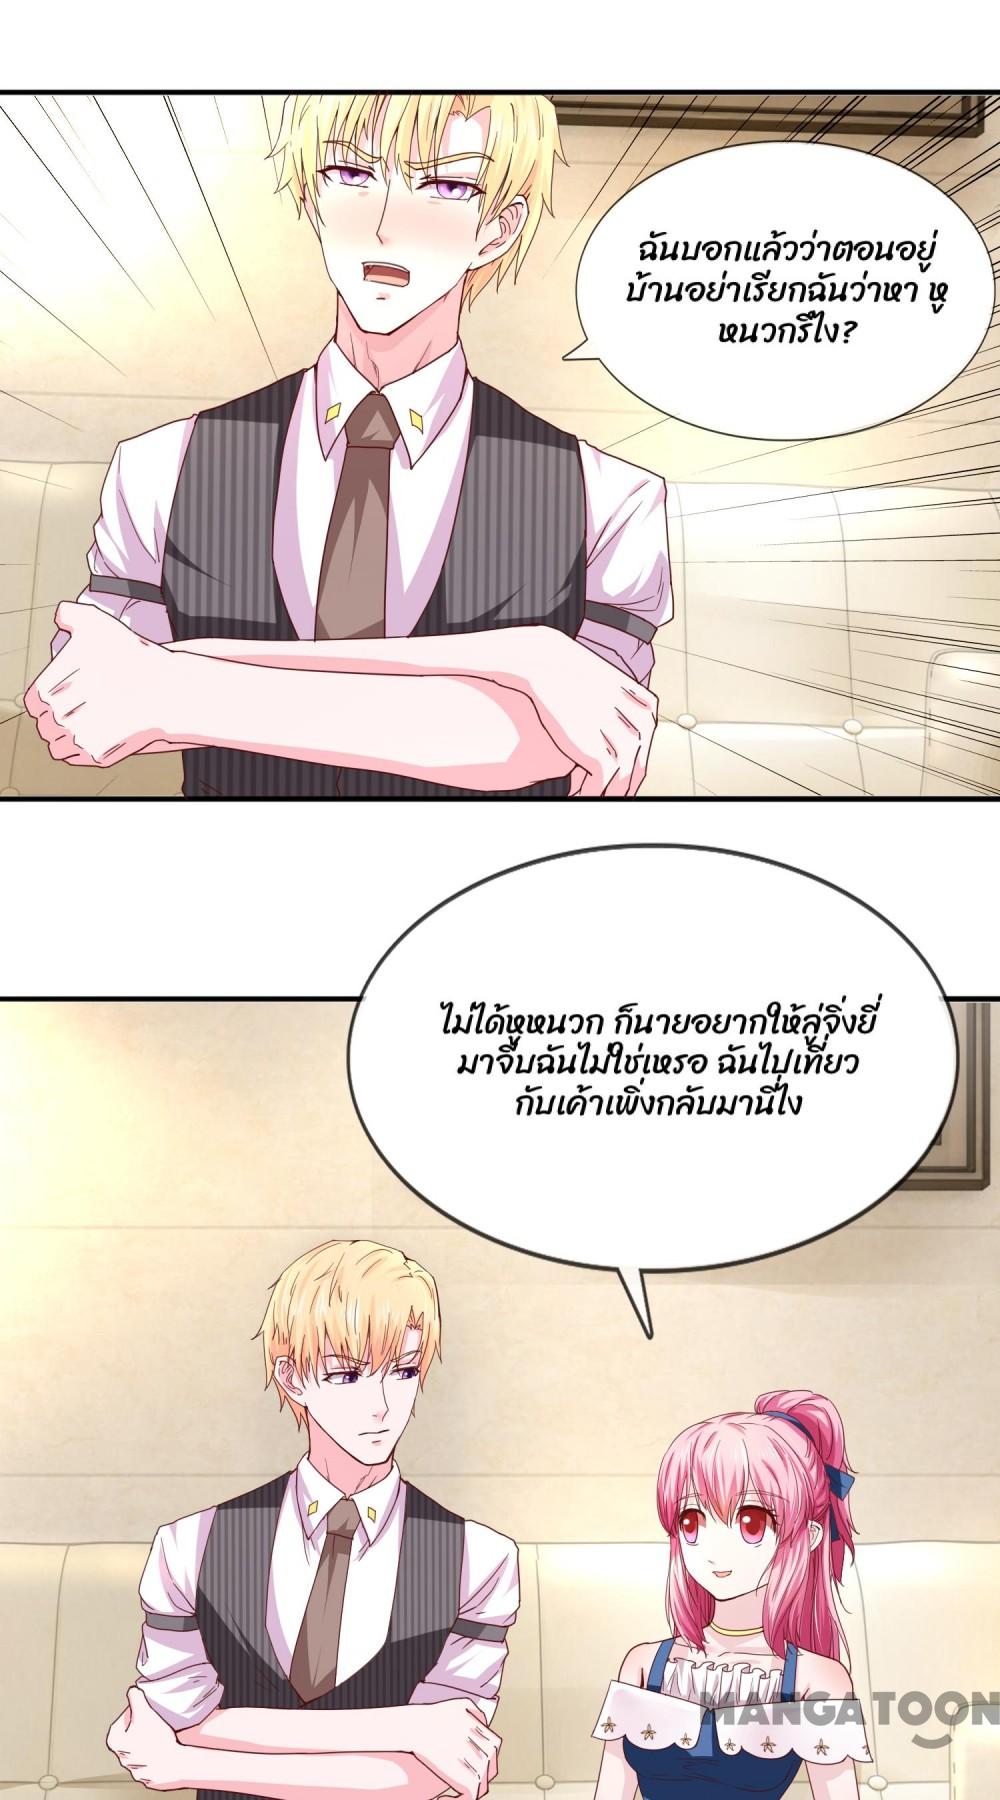 ฉันบอกแล้วว่าตอนอยู่
บ้านอย่าเรียกฉันว่าหา หู
หนวกรึไง?
ไม่ได้หูหนวก ก็นายอยากให้ลู่จิ่งยี่
มาจีบฉันไม่ใช่เหรอ ฉันไปเที่ยว
กับเค้าเพิ่งกลับมานี่ไง
MANGATOON